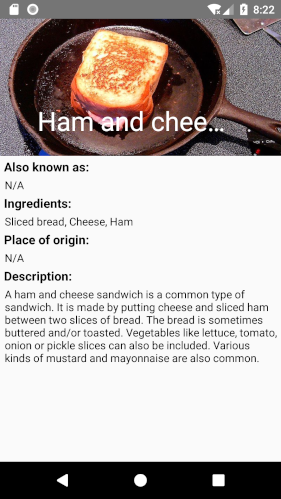 8:22
Ham and chee...
Also known as:
N/A
Ingredients:
Sliced bread, Cheese, Ham
Place of origin:
N/A
Description:
A ham and cheese sandwich is a common type of
sandwich. It is made by putting cheese and sliced ham
between two slices of bread. The bread is sometimes
buttered and/or toasted. Vegetables like lettuce, tomato,
onion or pickle slices can also be included. Various
kinds of mustard and mayonnaise are also common.